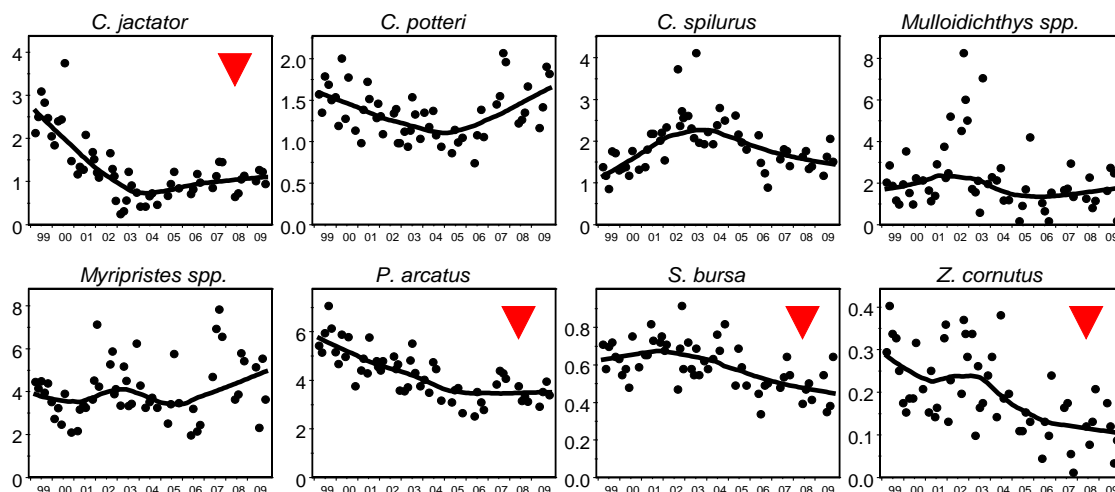 C. jactator C. potteri C. spilurus Mulloidichthys spp.
4 3 2 1 0
2.0 1.5 1.0 0.5 0.0
4 3 2 1 0
8 6 4 2 0
99 00 01 02 03 04 05 06 07 08 09 99 00 01 02 03 04 05 06 07 08 09 99 00 01 02 03 04 05 06 07 08 09 99 00 01 02 03 04 05 06 07 08 09
Myripristes spp. P. arcatus S. bursa Z. cornutus
8 6 4 2 0
8 6 4 2 0
0.8 0.6 0.4 0.2 0.0
0.4 0.3 0.2 0.1 0
99 00 01 02 03 04 05 06 07 08 09 99 00 01 02 03 04 05 06 07 08 09 99 00 01 02 03 04 05 06 07 08 09 99 00 01 02 03 04 05 06 07 08 09